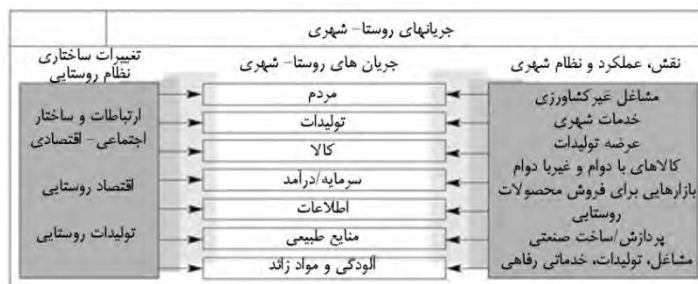 جریانهای روستا- شهری
نقش، عملکرد و نظام شهری
جریان های روستا- شهری
تغییرات ساختاری
نظام روستایی
مشاغل غیرکشاورزی
خدمات شهری
عرضه تولیدات
کالاهای با دوام و غیربا دوام
بازارهایی برای فروش محصولات
روستایی
پردازش/ساخت صنعتی
مشاغل، تولیدات، خدماتی رفاهی
مردم
تولیدات
کالا
سرمایه/درآمد
اطلاعات
منابع طبیعی
آلودگی و مواد زائد
ارتباطات و ساختار
اجتماعی- اقتصادی
اقتصاد روستایی
تولیدات روستایی